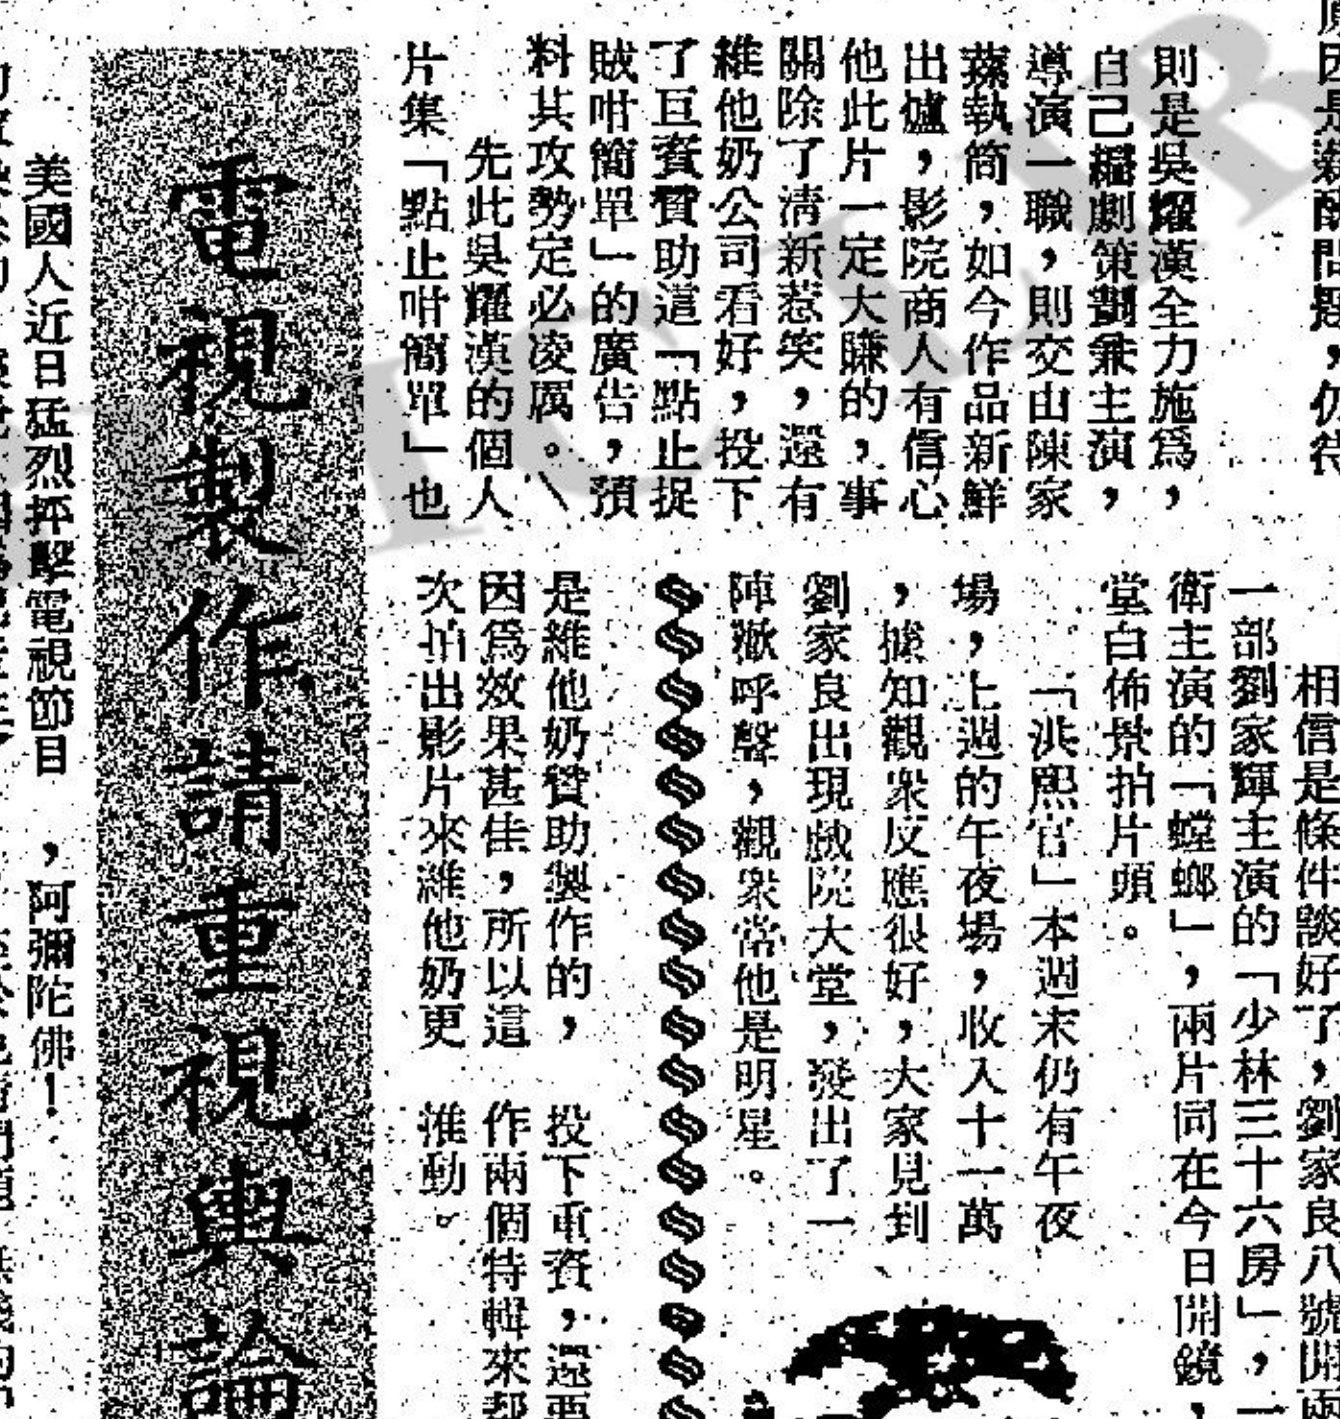 則是吳耀漢全力施爲，
自己編劇策劃兼主演，
導演一職，則交由陳家
蓀執筒，如今作品新鮮
出爐，影院商人有信心
他此片一定大賺的，事
關除了清新惹笑，還有
維他奶公司看好，投下
了巨資贊助這「點止捉
賊咁簡單」的廣告，預
料其攻勢定必凌厲。
先此吳耀漢的個人
片集「點止咁簡單」也
是維他奶贊助製作的，
因爲效果甚佳，所以這
次拍出影片來維他奶更
投下重資，還要
作兩個特輯來
推動。
相信是條件談好了，劉家良八號開兩
一部劉家輝主演的「少林三十六房」，一
衛主演的「螳螂」，兩片同在今日開鏡，
堂白佈景拍片頭。
「洪熙官」本週末仍有午夜
場，上週的午夜場，收入十一萬
，據知觀衆反應很好，大家見到
劉家良出現戲院大堂，發出了一
陣歡呼聲，觀衆當他是明星。
電視製作請重視輿論
美國人近日猛烈抨擊電視節目，阿彌陀佛！